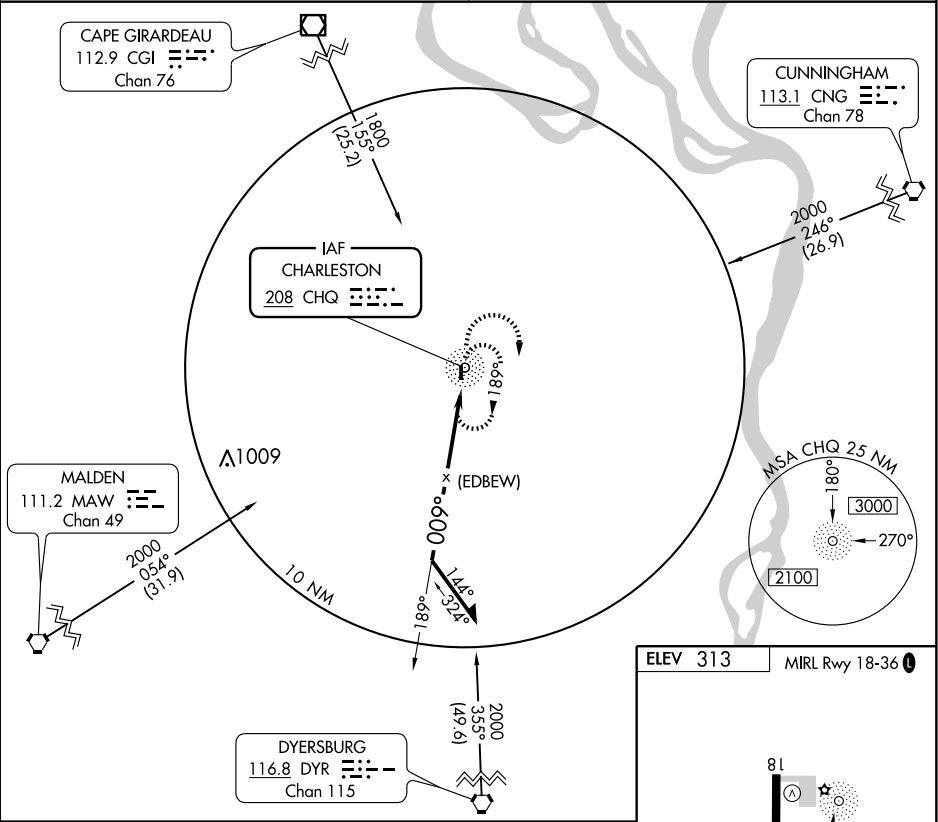 CAPE GIRARDEAU
112.9 CGI
Chan 76
CUNNINGHAM
113.1 CNG
Chan 78
1800
155°
(25.2)
2000
246°
(26.9)
IAF
CHARLESTON
208 CHQ
189°
1009
(EDBEW)
MALDEN
111.2 MAW
Chan 49
2000
054°
(31.9)
10 NM
009°
144°
324°
189°
MSA CHQ 25 NM
180°
3000
270°
2100
2000
355°
(49.6)
DYERSBURG
116.8 DYR
Chan 115
ELEV 313
MIRL Rwy 18-36 L
18
V